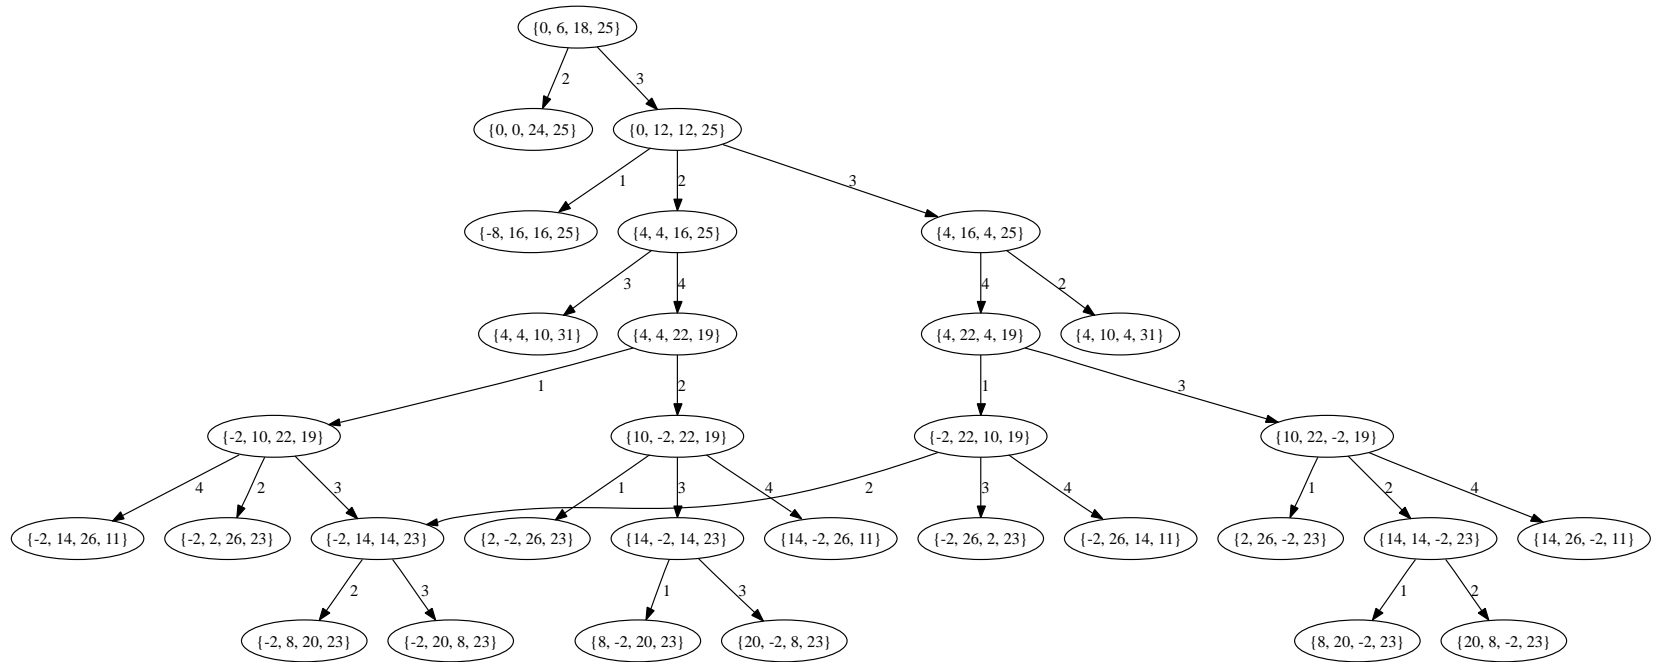 {0, 6, 18, 25}
2 3
{0, 0, 24, 25} {0, 12, 12, 25}
1 2 3
{-8, 16, 16, 25} {4, 4, 16, 25} {4, 16, 4, 25}
3 4 4 2
{4, 4, 10, 31} {4, 4, 22, 19} {4, 22, 4, 19} {4, 10, 4, 31}
1 2 1 3
{-2, 10, 22, 19} {10, -2, 22, 19} {-2, 22, 10, 19} {10, 22, -2, 19}
4 2 3 1 3 4 2 3 4 1 2 4
{-2, 14, 26, 11} {-2, 2, 26, 23} {-2, 14, 14, 23} {2, -2, 26, 23} {14, -2, 14, 23} {14, -2, 26, 11} {-2, 26, 2, 23} {-2, 26, 14, 11} {2, 26, -2, 23} {14, 14, -2, 23} {14, 26, -2, 11}
2 3 1 3 1 2
{-2, 8, 20, 23} {-2, 20, 8, 23} {8, -2, 20, 23} {20, -2, 8, 23} {8, 20, -2, 23} {20, 8, -2, 23}